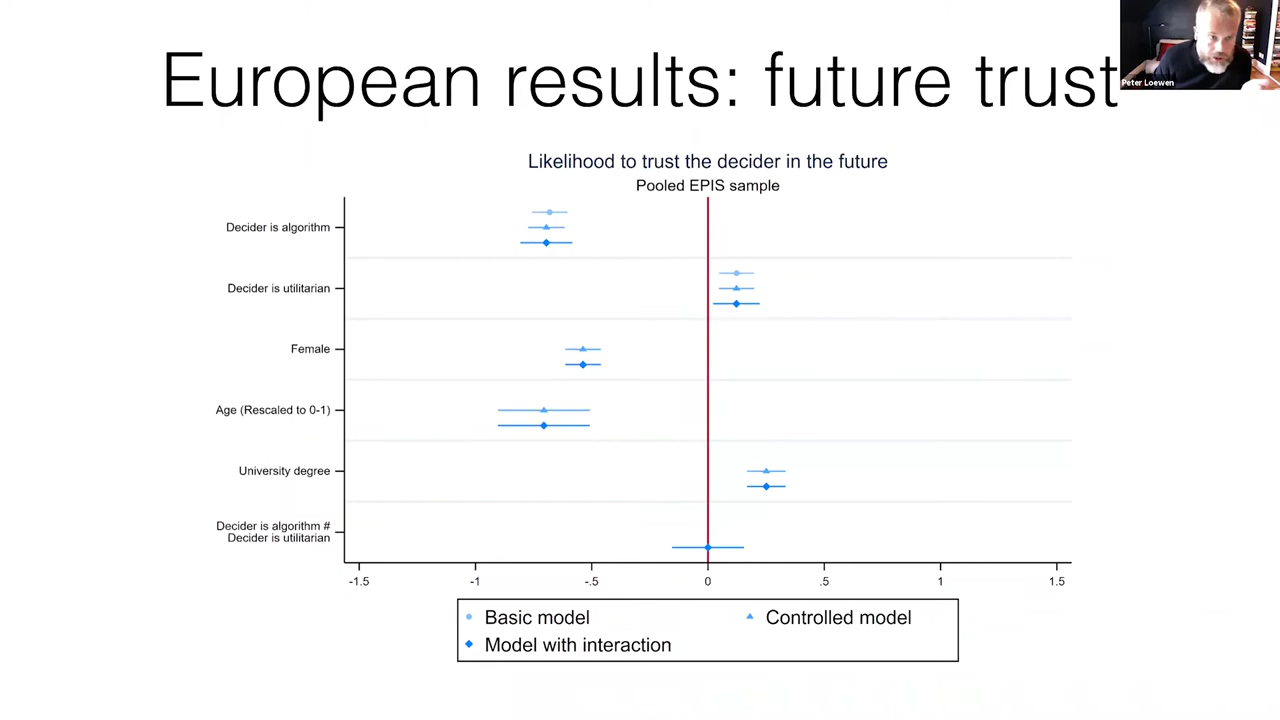 European results: future trust
Peter Loewen
Likelihood to trust the decider in the future
Pooled EPIS sample
Decider is algorithm
Decider is utilitarian
Female
Age (Rescaled to 0-1)
University degree
Decider is algorithm #
Decider is utilitarian
-1.5 -1 -.5 0 .5 1 1.5
Basic model Controlled model
Model with interaction